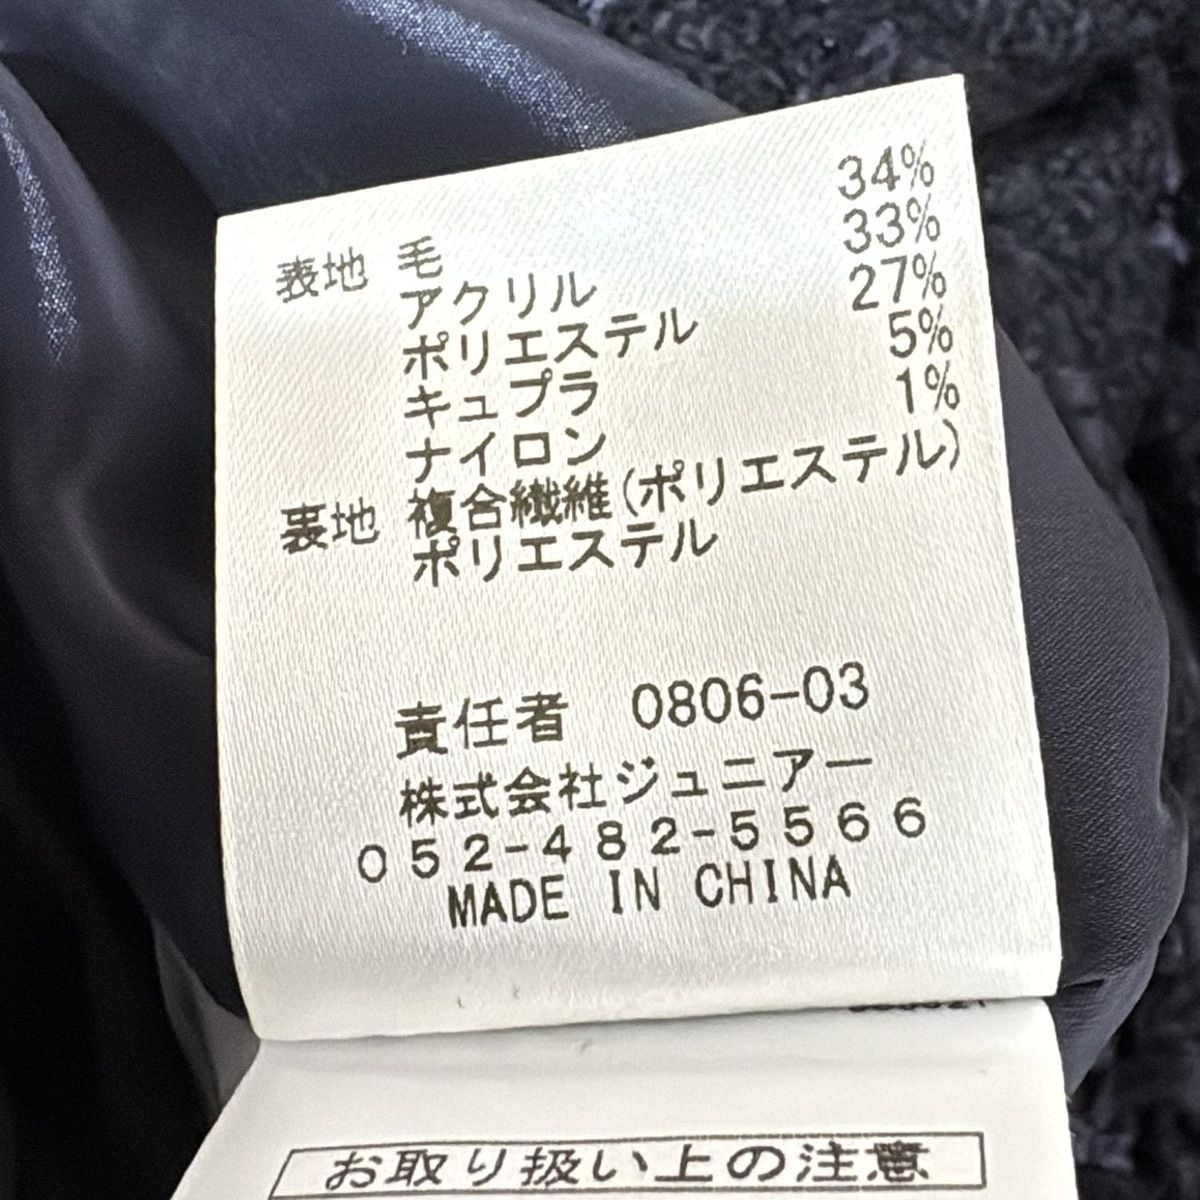 表地 毛 34%
アクリル 33%
ポリエステル 27%
キュプラ 5%
ナイロン 1%
裏地 複合繊維(ポリエステル)
ポリエステル
責任者 0806-03
株式会社ジュニアー
052-482-5566
MADE IN CHINA
お取り扱い上の注意